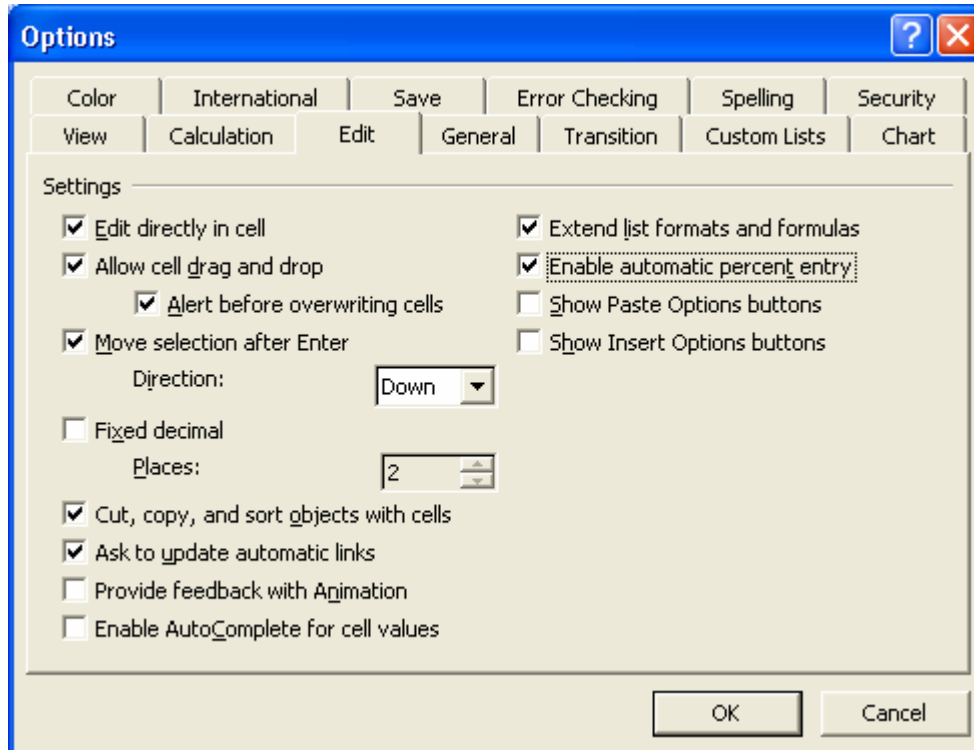 Options
Color International Save Error Checking Spelling Security
View Calculation Edit General Transition Custom Lists Chart
Settings
Edit directly in cell
Allow cell drag and drop
Alert before overwriting cells
Move selection after Enter
Direction: Down
Fixed decimal
Places: 2
Cut, copy, and sort objects with cells
Ask to update automatic links
Provide feedback with Animation
Enable AutoComplete for cell values
Extend list formats and formulas
Enable automatic percent entry
Show Paste Options buttons
Show Insert Options buttons
OK Cancel